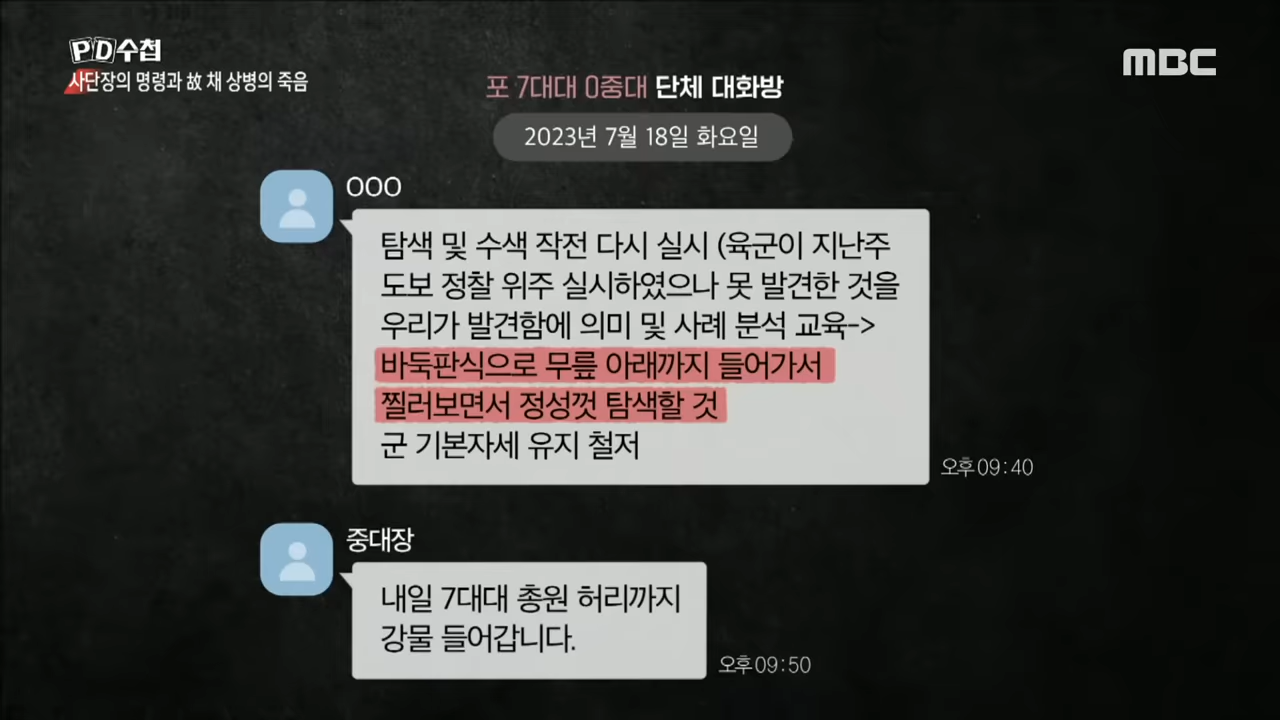 PD수첩
사단장의 명령과 故 채 상병의 죽음
MBC
포 7대대 0중대 단체 대화방
2023년 7월 18일 화요일
OOO
탐색 및 수색 작전 다시 실시 (육군이 지난주
도보 정찰 위주 실시하였으나 못 발견한 것을
우리가 발견함에 의미 및 사례 분석 교육->
바둑판식으로 무릎 아래까지 들어가서
찔러보면서 정성껏 탐색할 것
군 기본자세 유지 철저
오후 09:40
중대장
내일 7대대 총원 허리까지
강물 들어갑니다.
오후 09:50